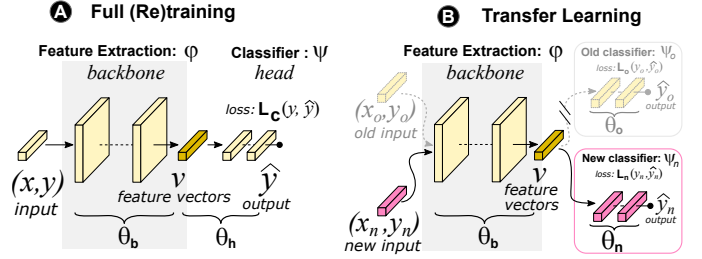 A Full (Re)training
Feature Extraction: φ
Classifier : ψ
backbone
head
loss: L_c(y, ŷ)
(x,y)
input
v
feature vectors
ŷ
output
θ_b
θ_h
B Transfer Learning
Feature Extraction: φ
backbone
(x_o, y_o)
old input
(x_n, y_n)
new input
v
feature
vectors
θ_b
Old classifier: ψ_o
loss: L_o(y_o, ŷ_o)
ŷ_o
output
θ_o
New classifier: ψ_n
loss: L_n(y_n, ŷ_n)
ŷ_n
output
θ_n